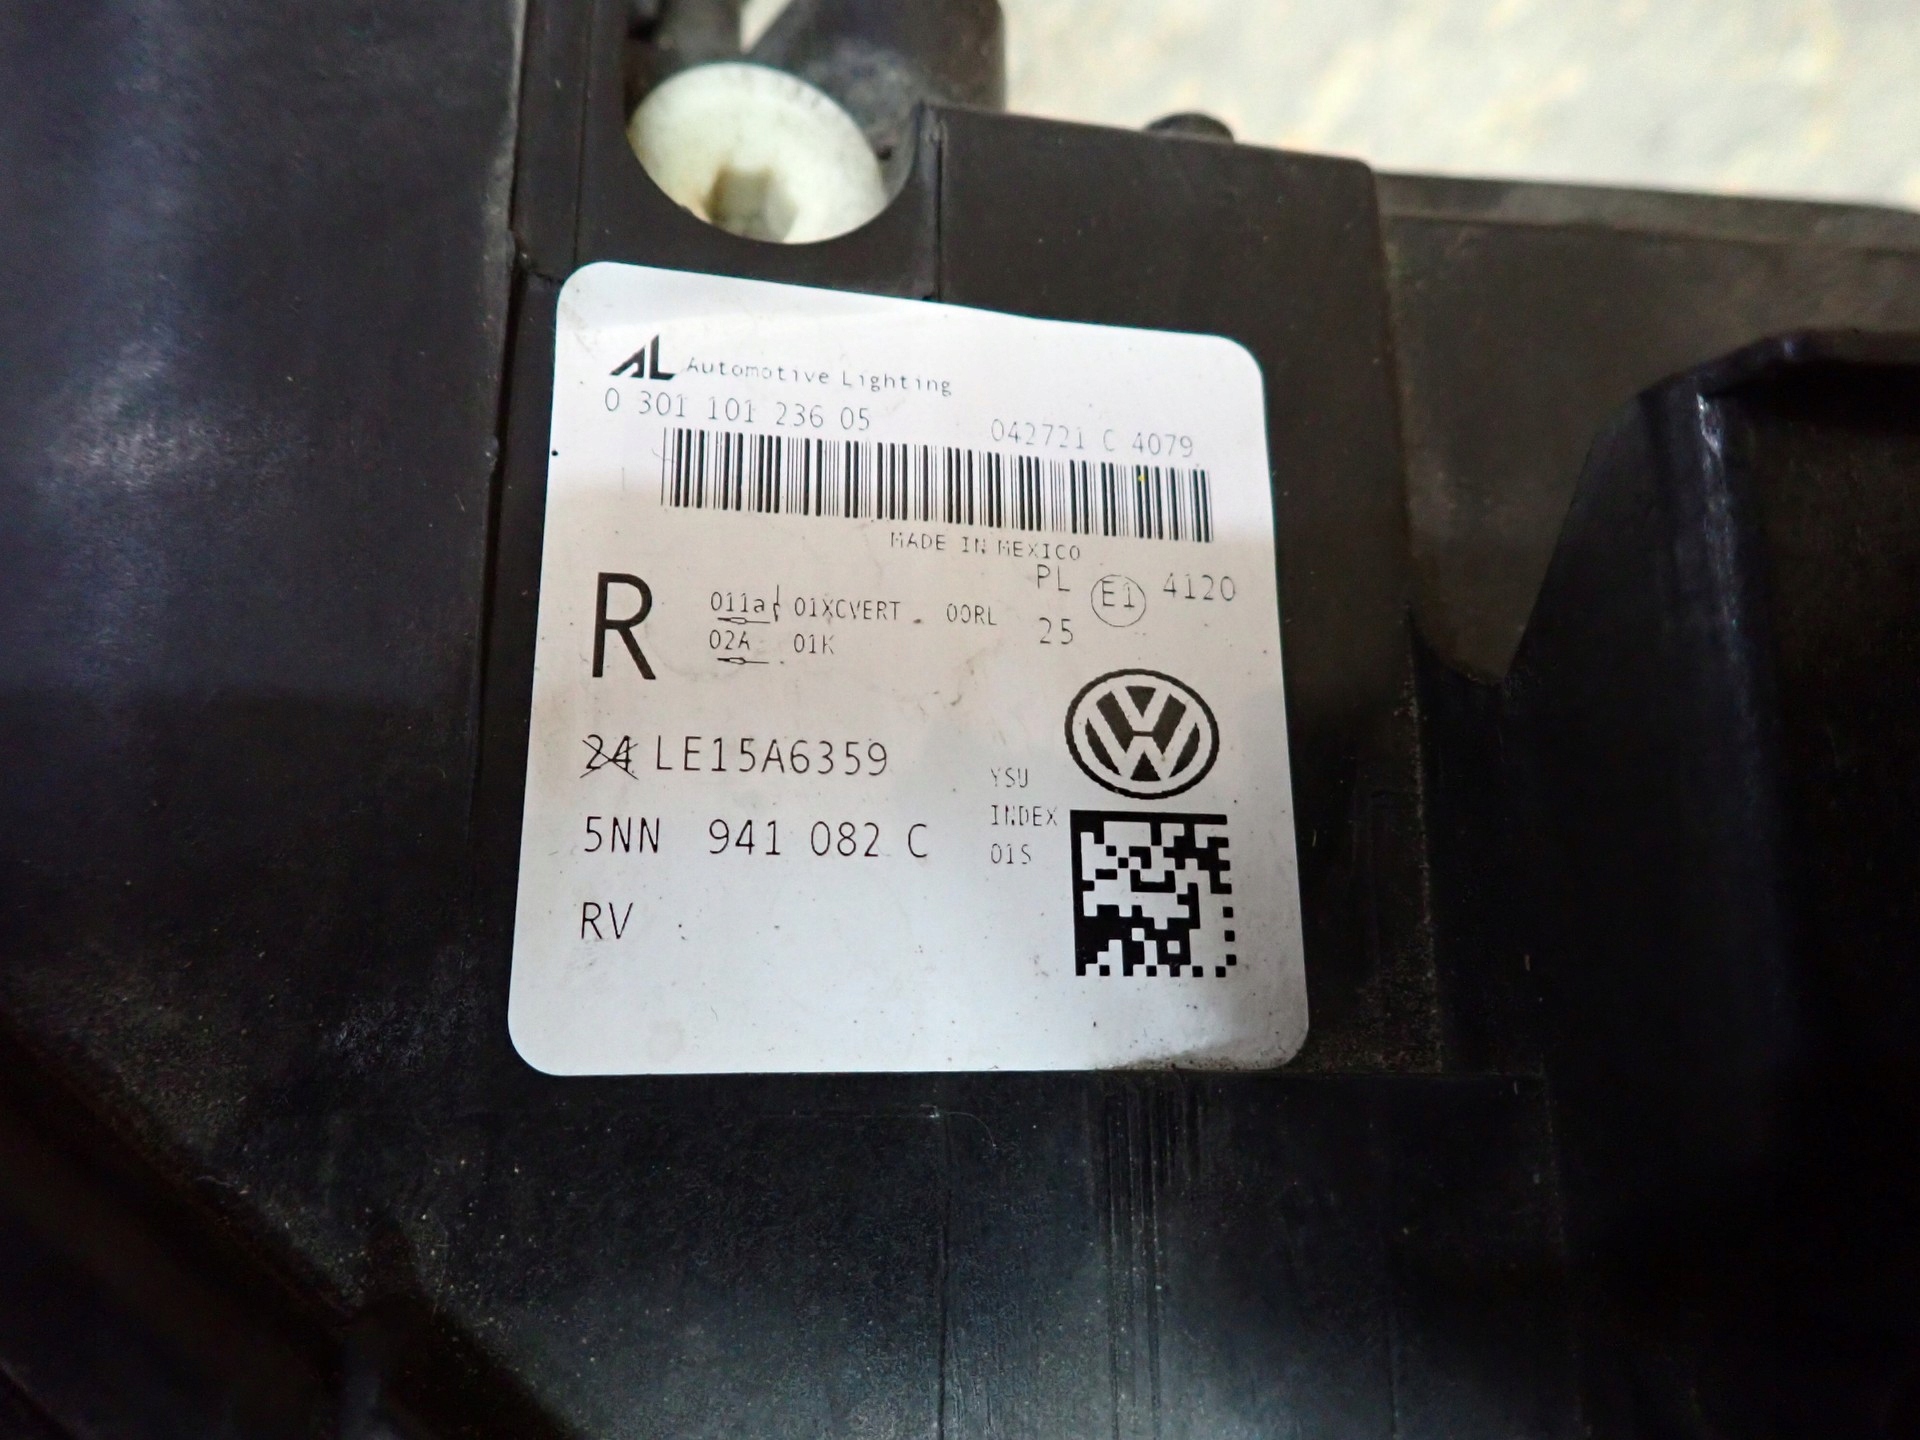 AL Automotive Lighting
0 301 101 236 05 042721 C 4079
MADE IN MEXICO
R 011a 01XCVERT 00RL PL E1 4120
02A 01K 25
24 LE15A6359
YSU
5NN 941 082 C INDEX
01S
RV